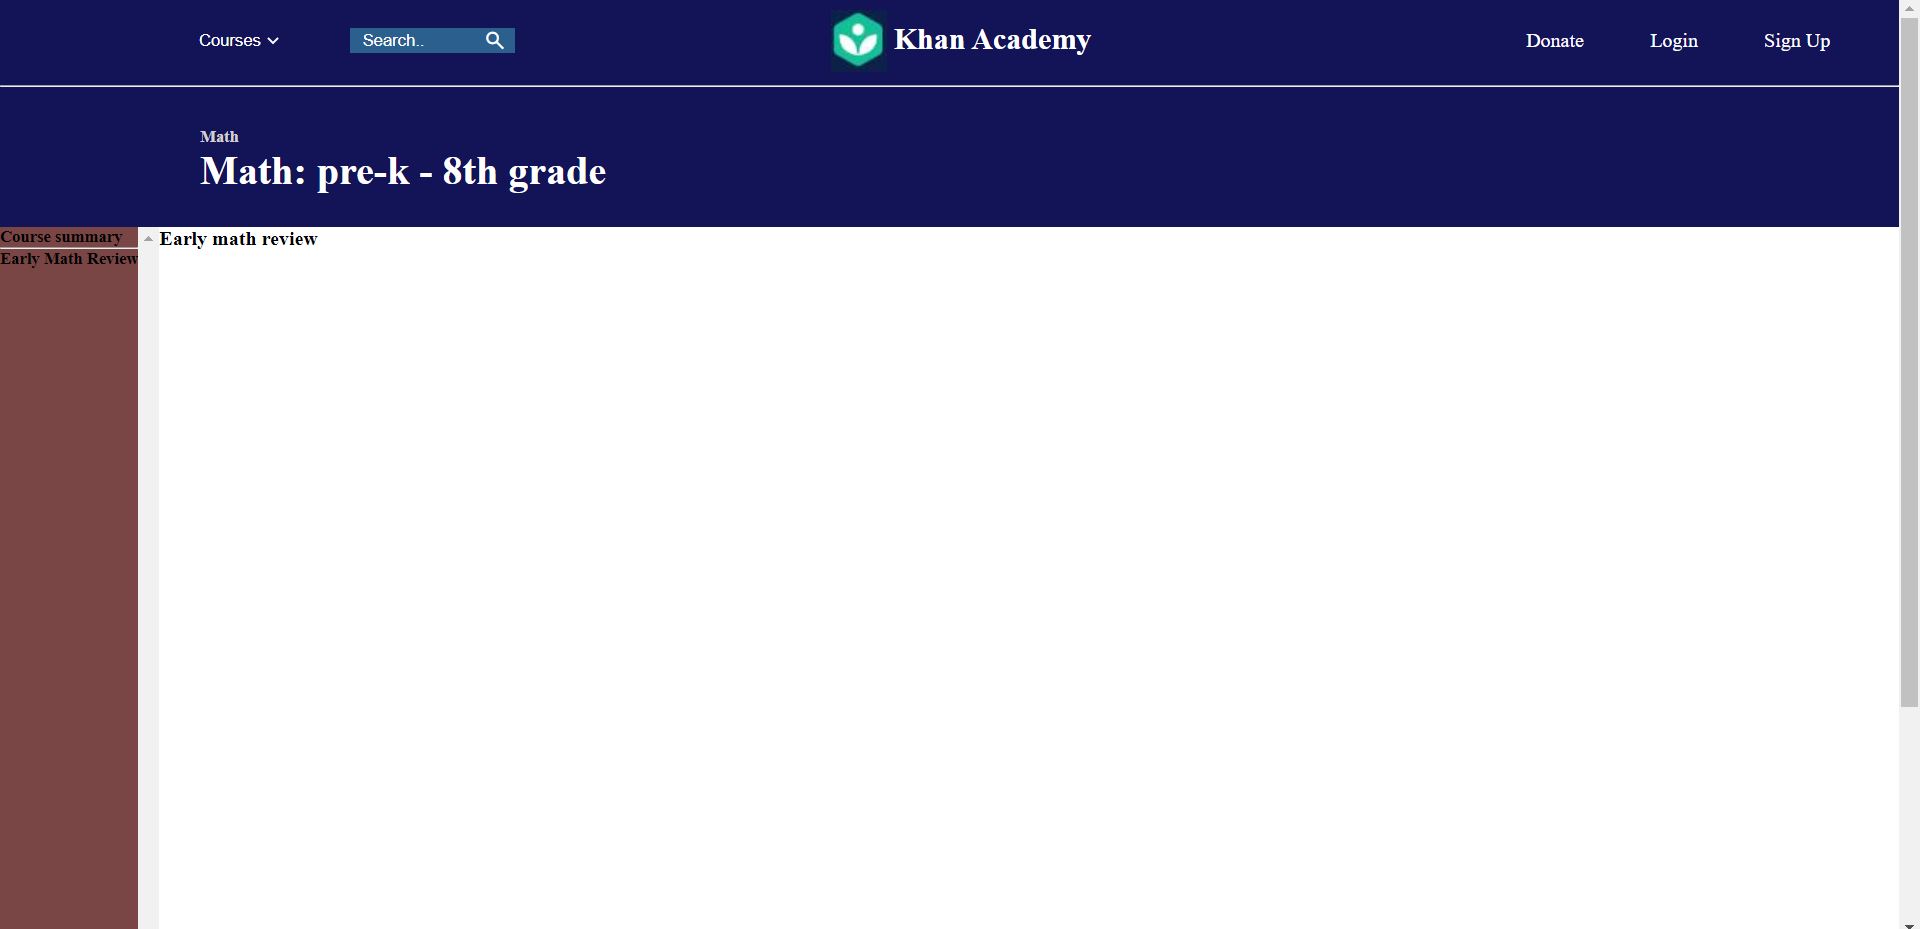 Courses
Search..
Khan Academy
Donate
Login
Sign Up
Math
Math: pre-k - 8th grade
Course summary
Early Math Review
Early math review